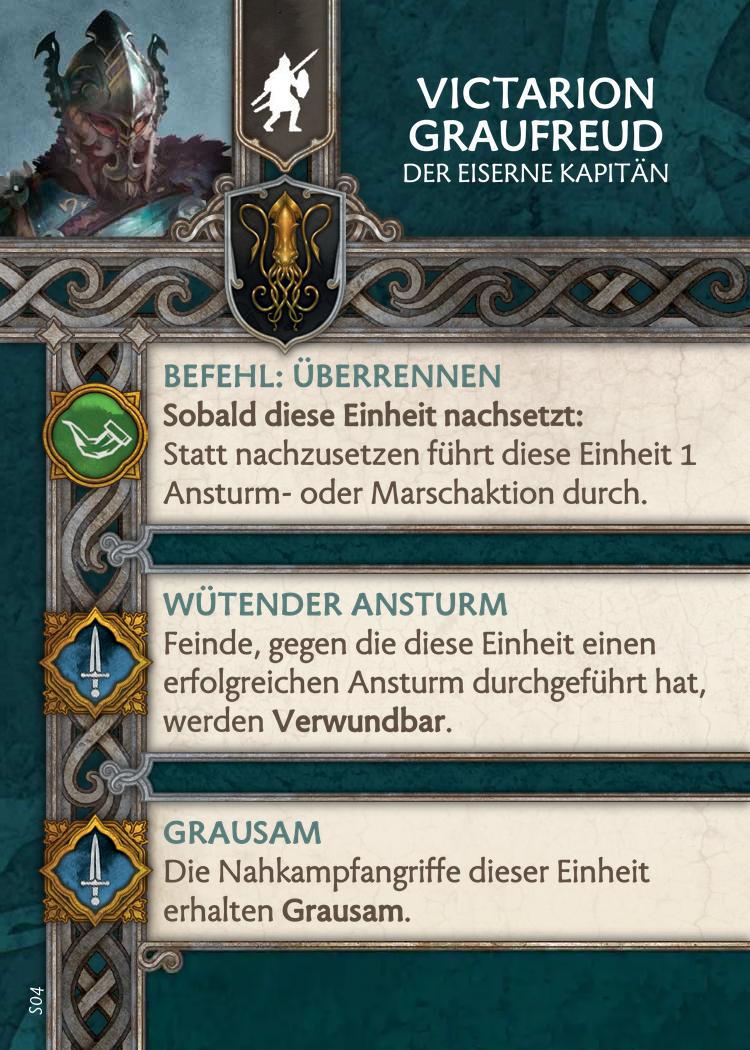 VICTARION
GRAUFREUD
DER EISERNE KAPITÄN
BEFEHL: ÜBERRENNEN
Sobald diese Einheit nachsetzt:
Statt nachzusetzen führt diese Einheit 1
Ansturm- oder Marschaktion durch.
WÜTENDER ANSTURM
Feinde, gegen die diese Einheit einen
erfolgreichen Ansturm durchgeführt hat,
werden Verwundbar.
GRAUSAM
Die Nahkampfangriffe dieser Einheit
erhalten Grausam.
S04